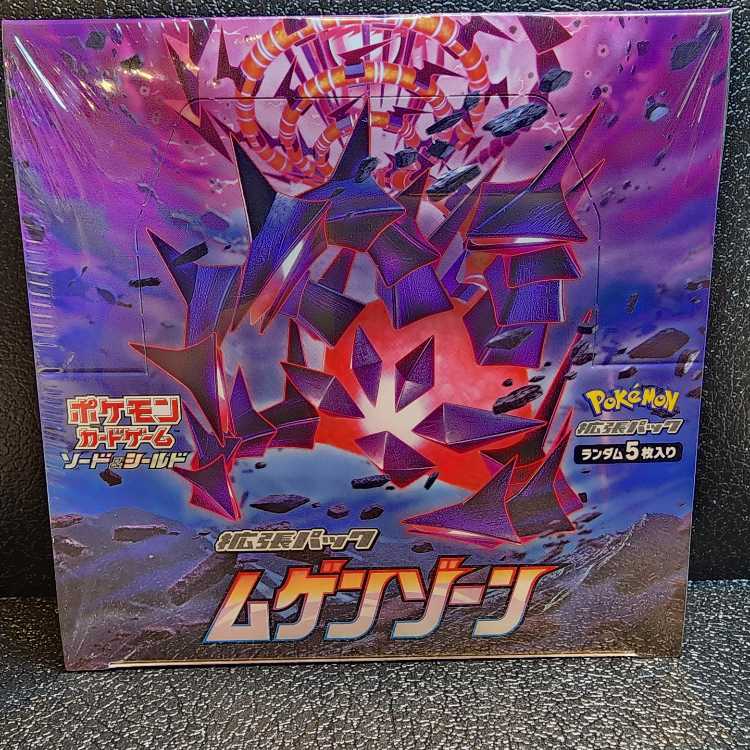 ポケモン
カードゲーム
ソード&シールド
Pokémon
拡張パック
ランダム5枚入り
拡張パック
ムゲンゾーン